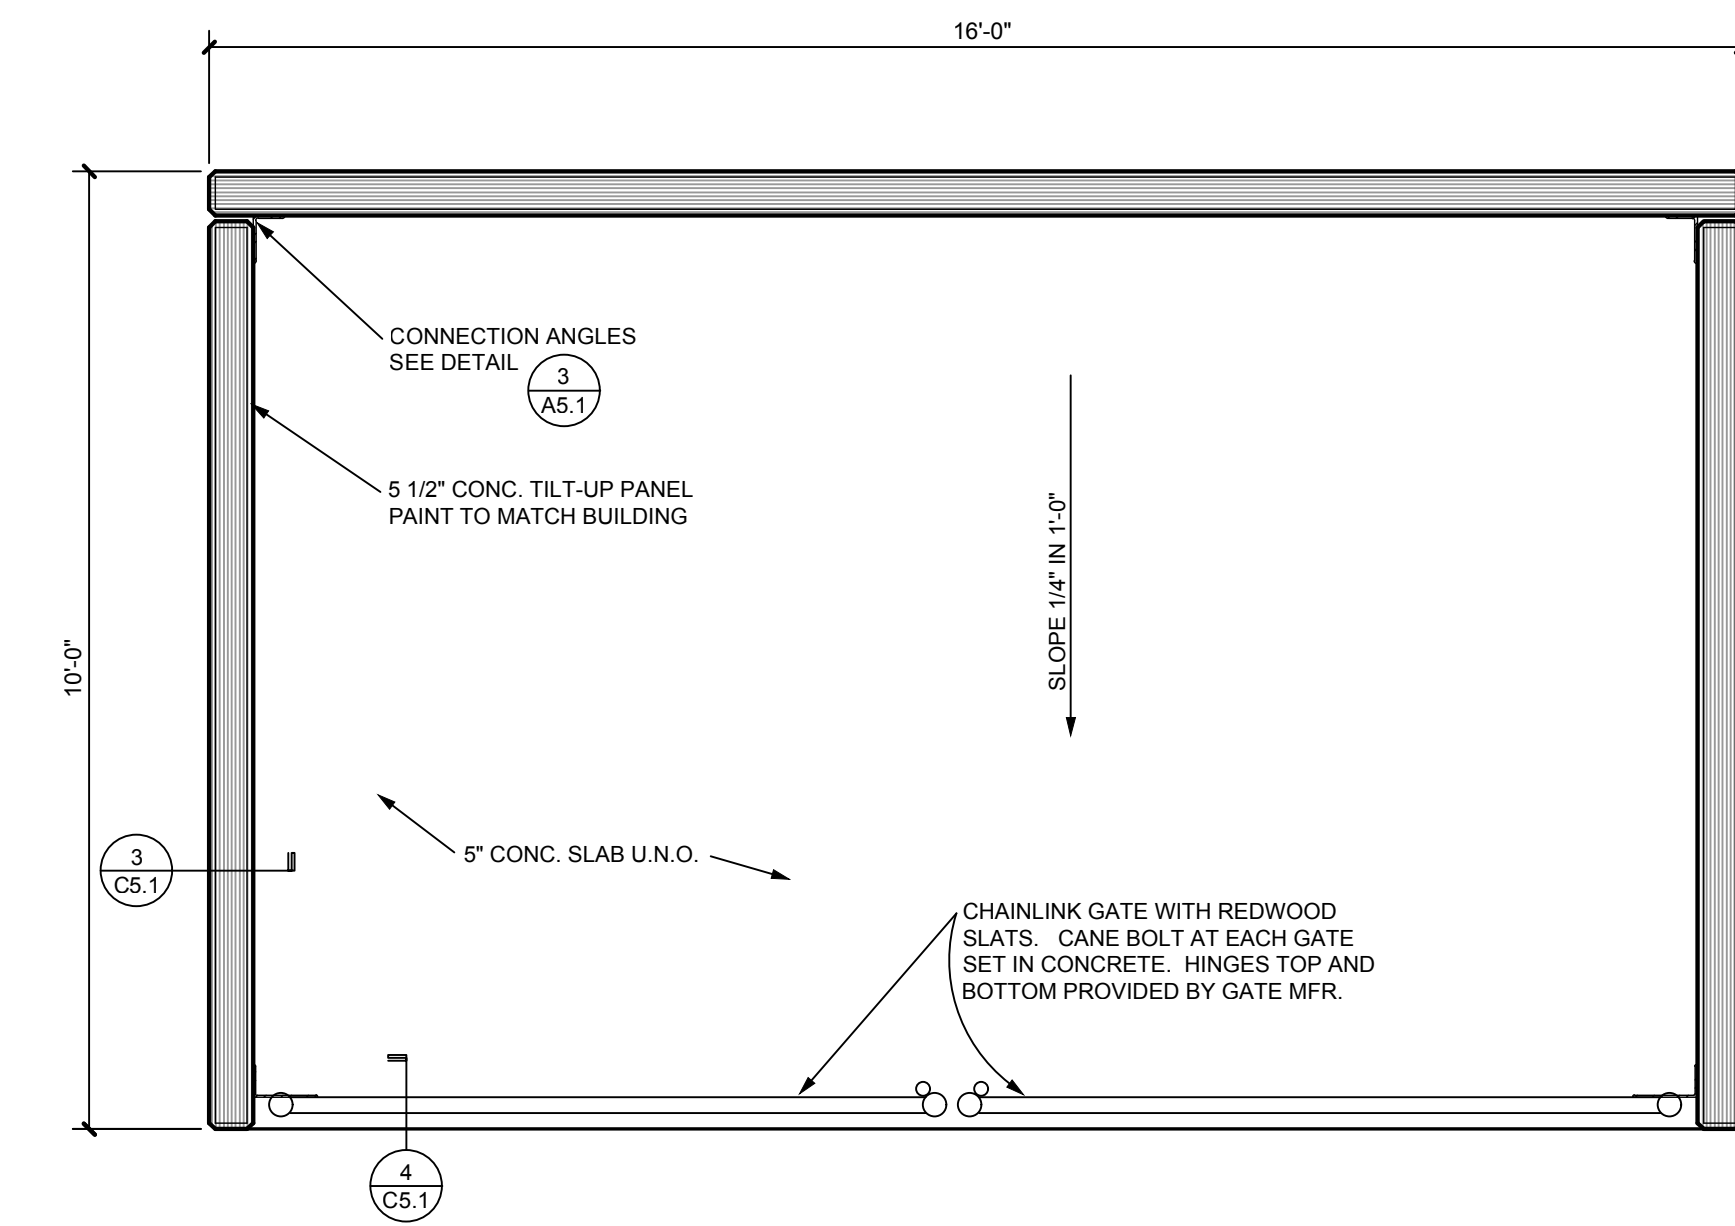 16'-0"
CONNECTION ANGLES
SEE DETAIL
3
A5.1
5 1/2" CONC. TILT-UP PANEL
PAINT TO MATCH BUILDING
SLOPE 1/4" IN 1'-0"
10'-0"
3
C5.1
5" CONC. SLAB U.N.O.
CHAINLINK GATE WITH REDWOOD
SLATS.   CANE BOLT AT EACH GATE
SET IN CONCRETE.  HINGES TOP AND
BOTTOM PROVIDED BY GATE MFR.
4
C5.1